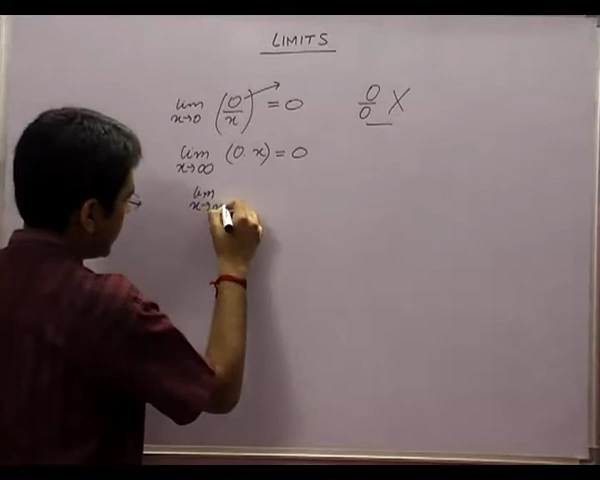 LIMITS
lim x→0 (0/x) = 0 0/0 X
lim x→∞ (0. x) = 0
lim x→